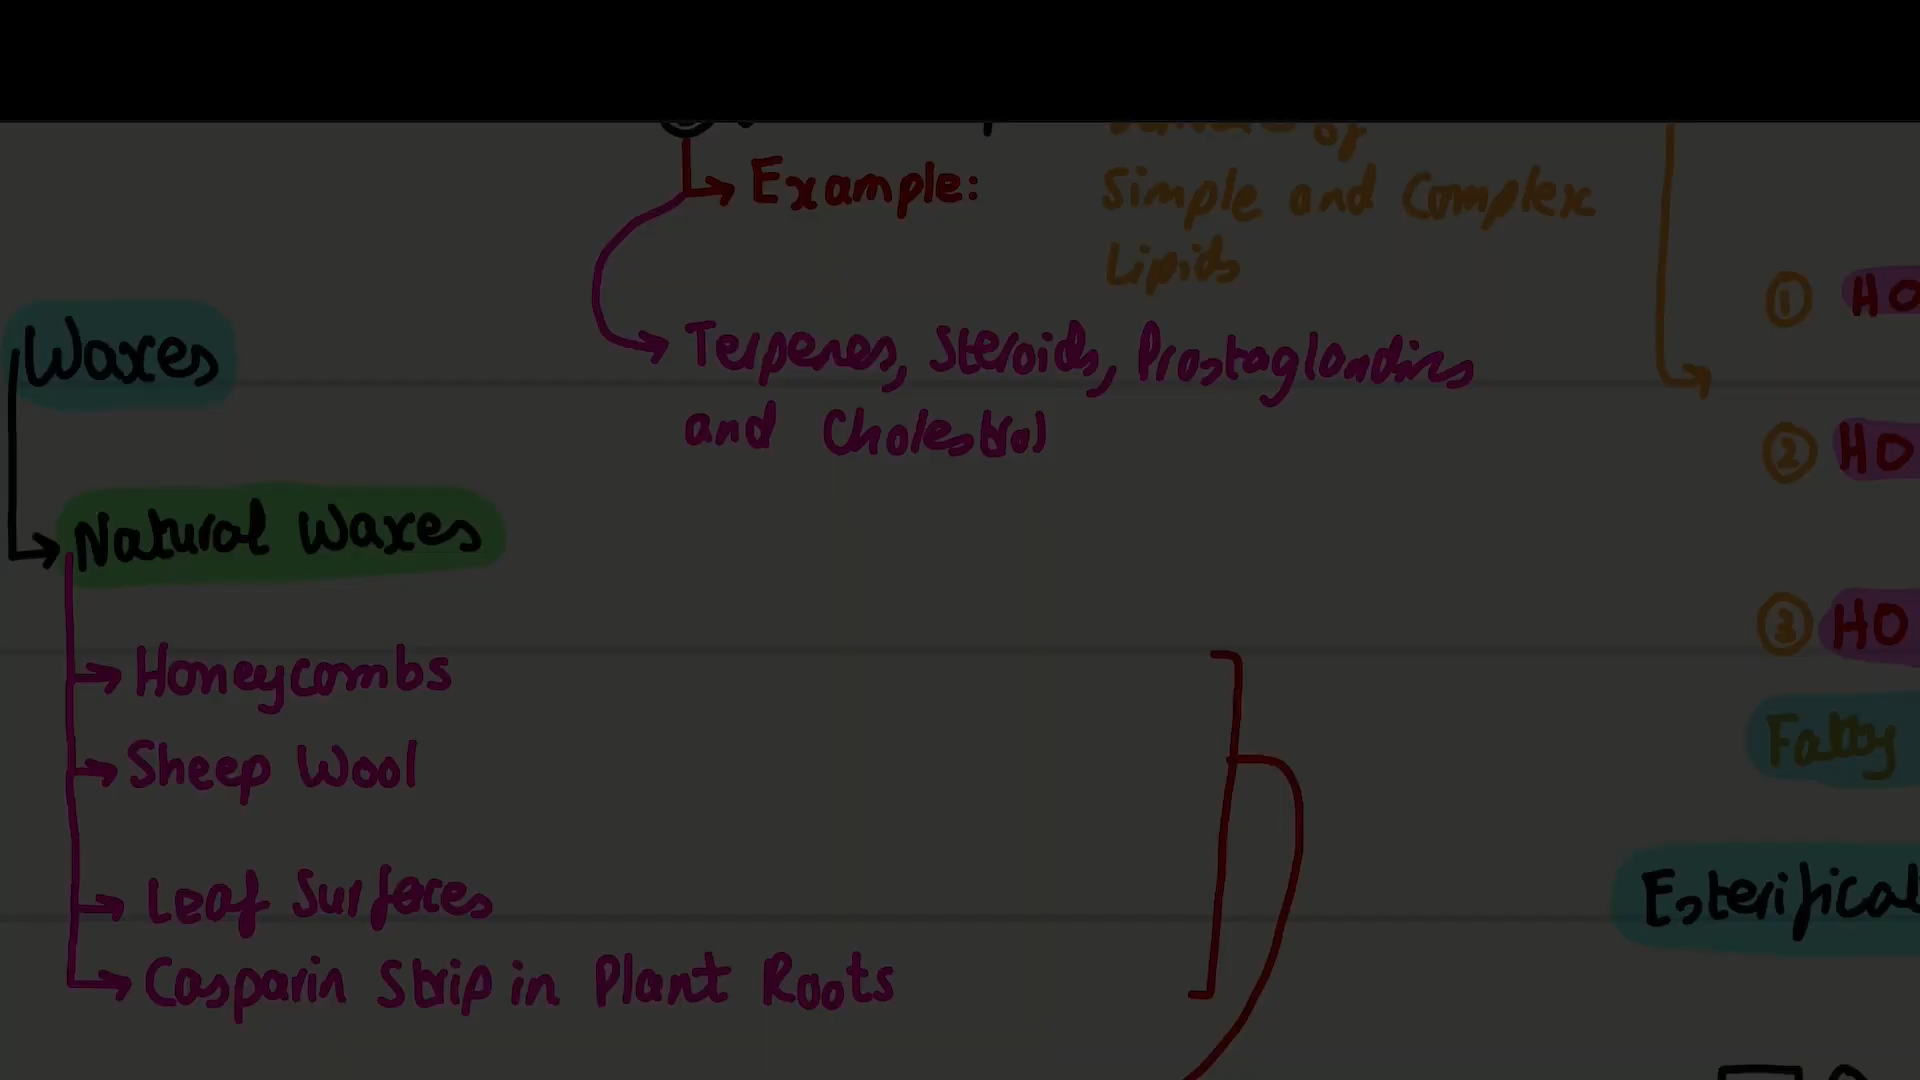 Example:
Simple and Complex
Lipids
Waxes
Terpenes, Steroids, Prostaglandins
and Cholestrol
Natural Waxes
Honeycombs
Sheep Wool
Leaf Surfaces
Casparin Strip in Plant Roots
① HO
② HO
③ HO
Fatty
Esterificat